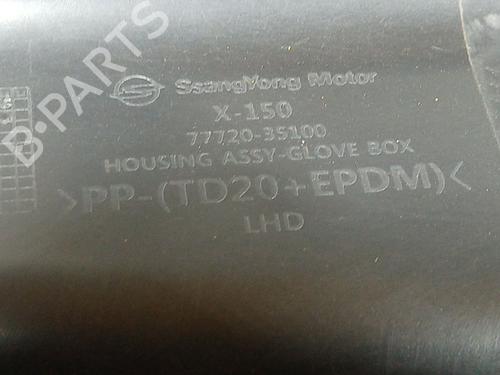 SsangYong Motor
X-150
77720-35100
HOUSING ASSY-GLOVE BOX
>PP-(TD20+EPDM)<
LHD
B-PARTS